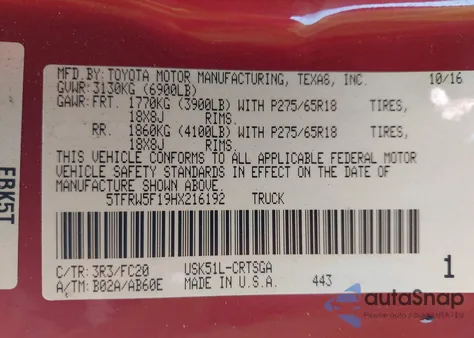 MFD.BY: TOYOTA MOTOR MANUFACTURING, TEXAS, INC. 10/16
GVWR: 3130KG (6900LB)
GAWR: FRT. 1770KG (3900LB) WITH P275/65R18 TIRES,
18X8J RIMS.
RR. 1860KG (4100LB) WITH P275/65R18 TIRES,
18X8J RIMS.
THIS VEHICLE CONFORMS TO ALL APPLICABLE FEDERAL MOTOR
VEHICLE SAFETY STANDARDS IN EFFECT ON THE DATE OF
MANUFACTURE SHOWN ABOVE.
5TFRW5F19HX216192 TRUCK
C/TR: 3R3/FC20 USK51L-CRTSGA 1
A/TM: B02A/AB60E MADE IN U.S.A. 443
FBK5T
autoSnap